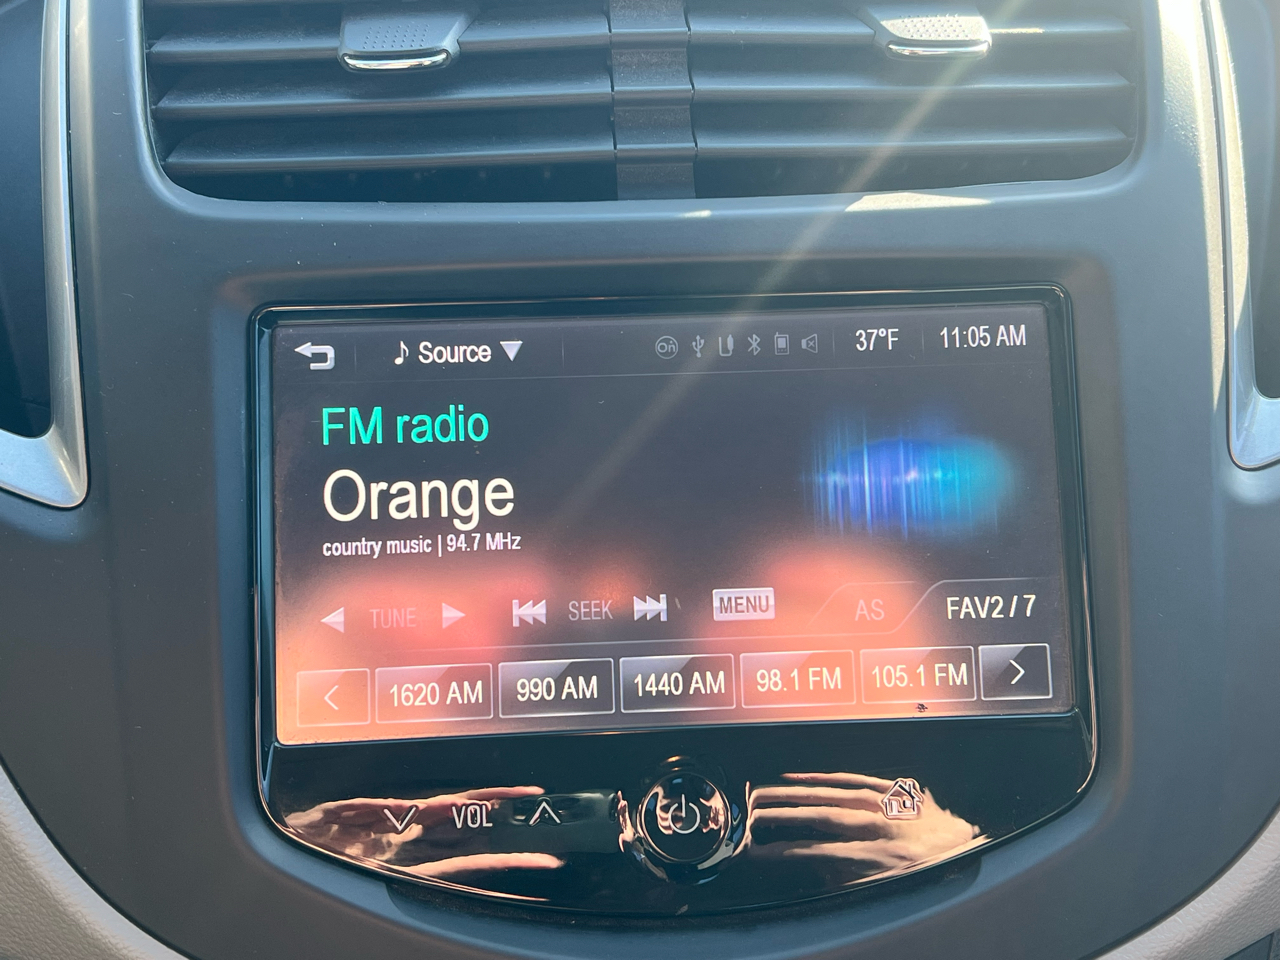 Source 37°F 11:05 AM
FM radio
Orange
country music | 94.7 MHz
TUNE SEEK MENU AS FAV2 / 7
< 1620 AM 990 AM 1440 AM 98.1 FM 105.1 FM >
VOL